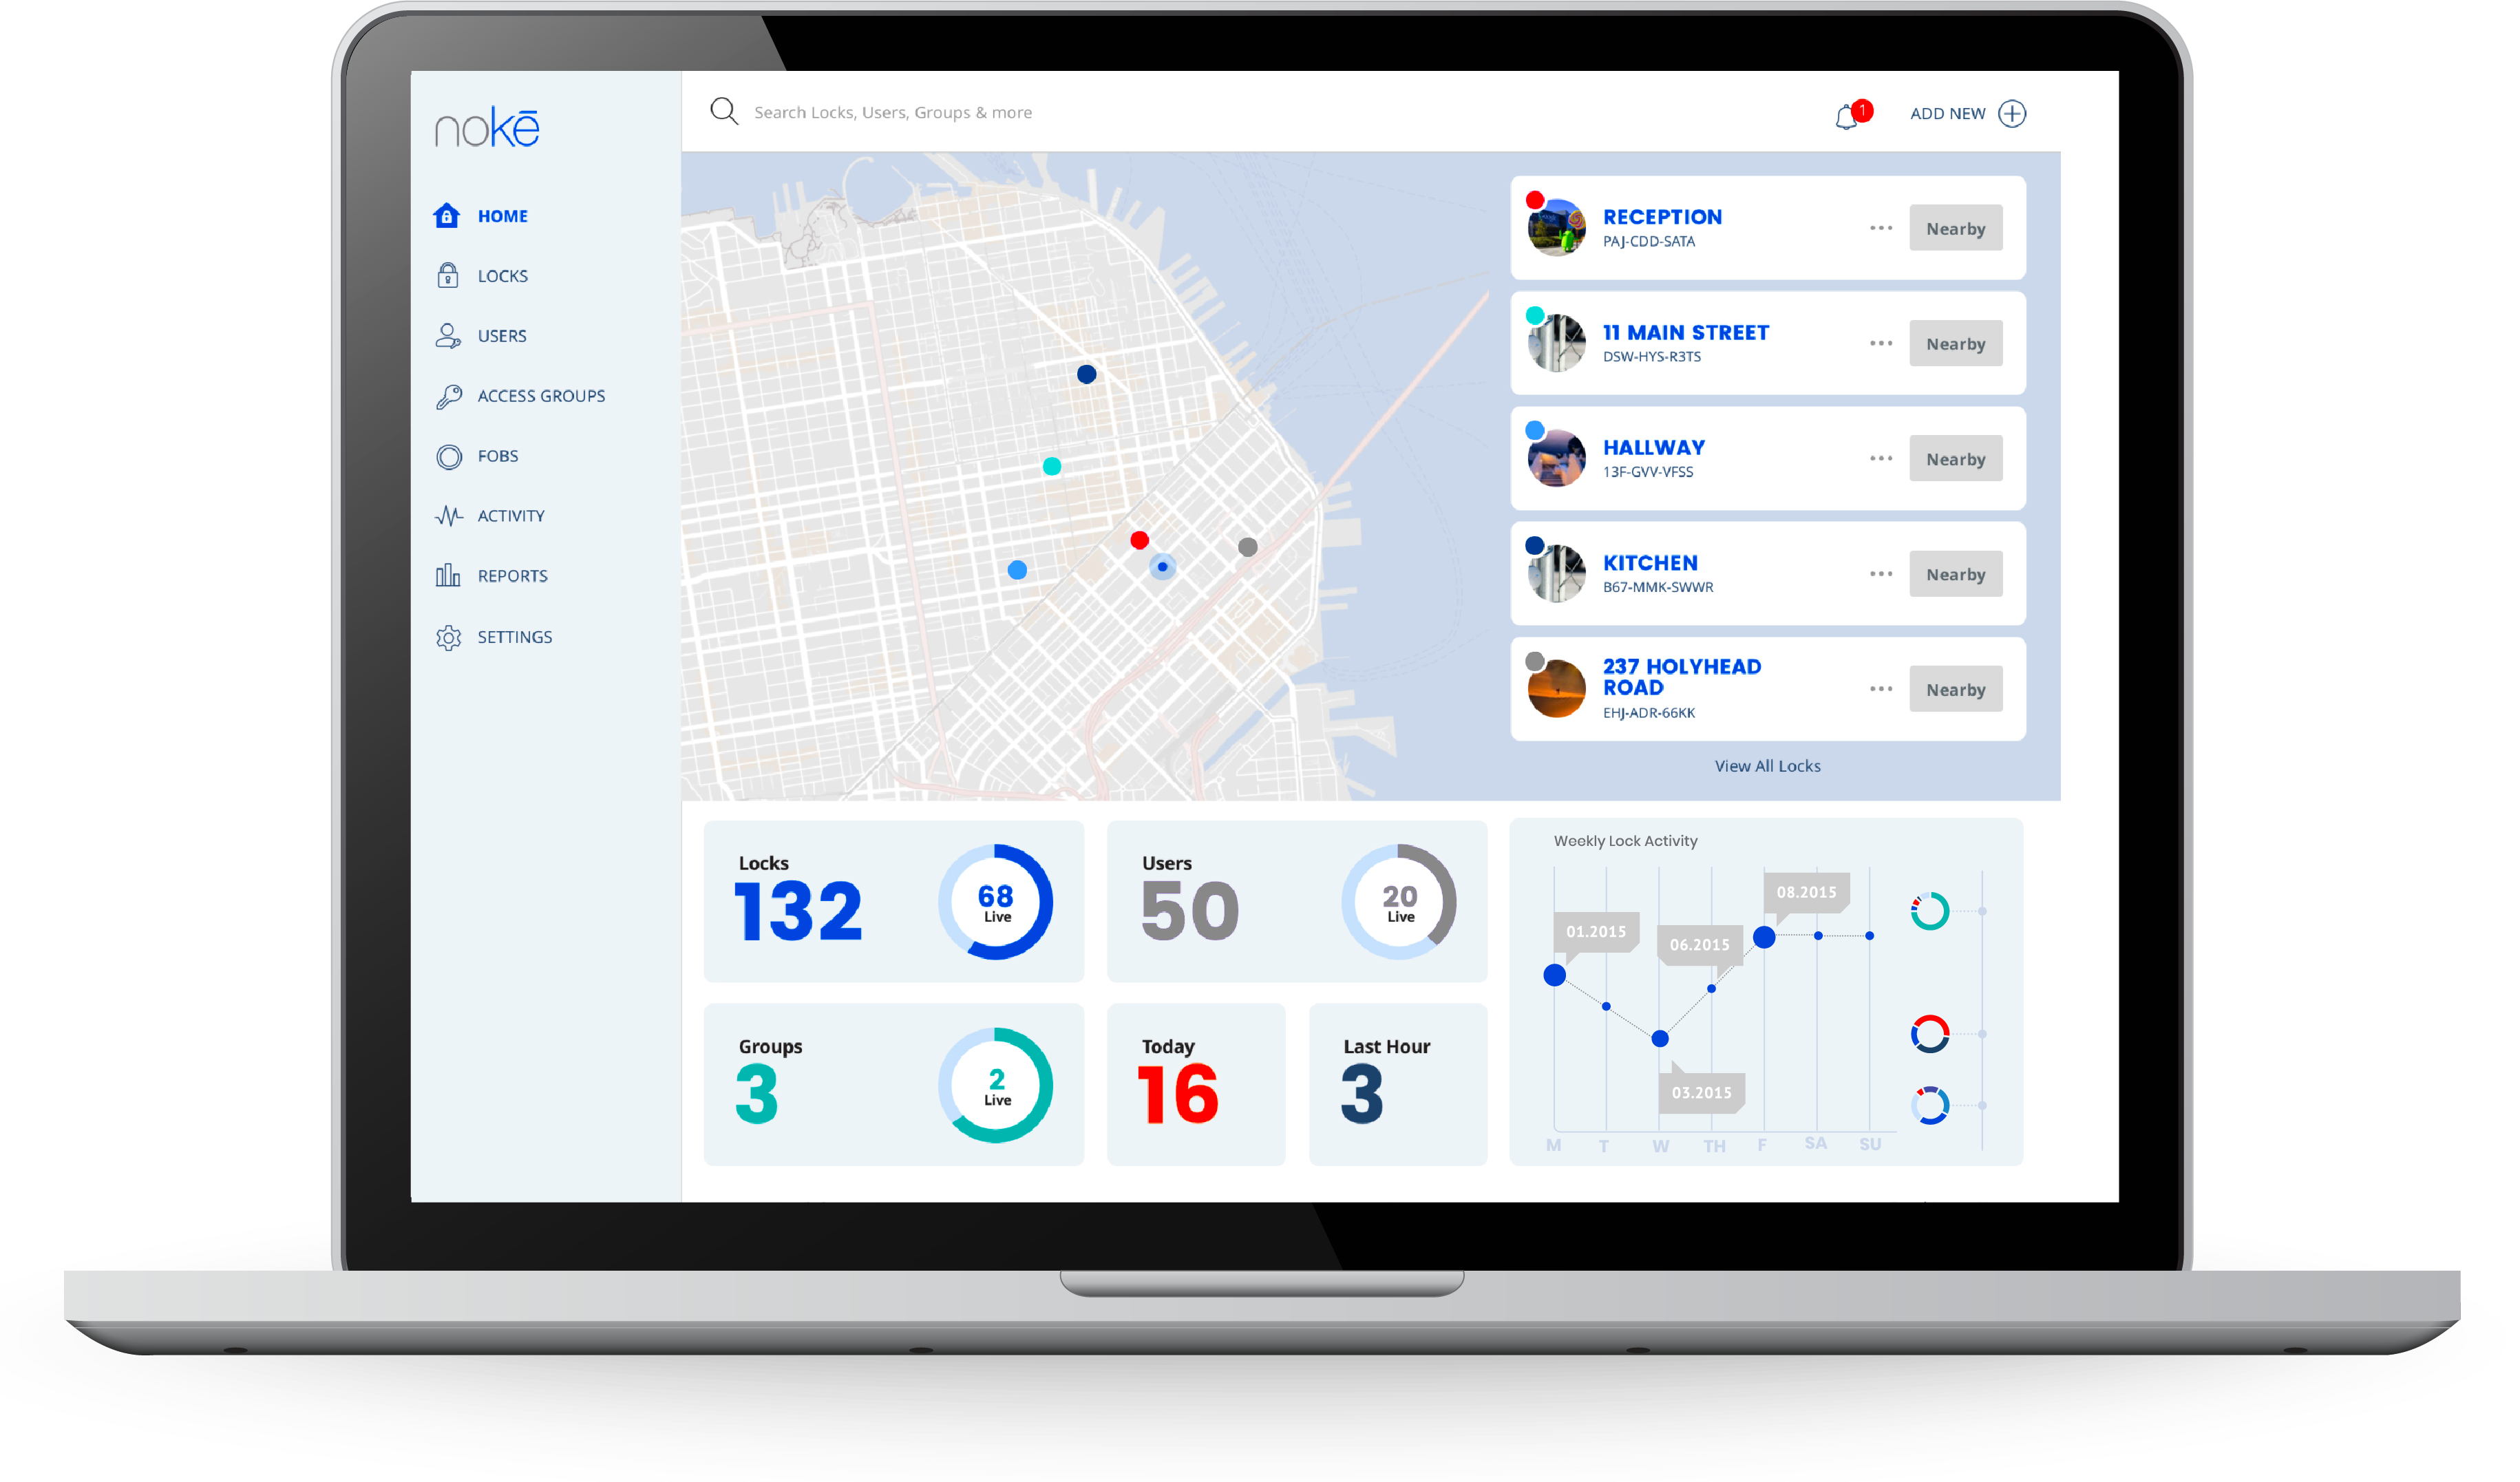 nokē
HOME
LOCKS
USERS
ACCESS GROUPS
FOBS
ACTIVITY
REPORTS
SETTINGS
Search Locks, Users, Groups & more
1
ADD NEW
RECEPTION
PAJ-CDD-SATA
Nearby
11 MAIN STREET
DSW-HYS-R3TS
Nearby
HALLWAY
13F-GVV-VFSS
Nearby
KITCHEN
B67-MMK-SWWR
Nearby
237 HOLYHEAD
ROAD
EHJ-ADR-66KK
Nearby
View All Locks
Locks
132
68
Live
Users
50
20
Live
Groups
3
2
Live
Today
16
Last Hour
3
Weekly Lock Activity
08.2015
01.2015
06.2015
03.2015
M T W TH F SA SU